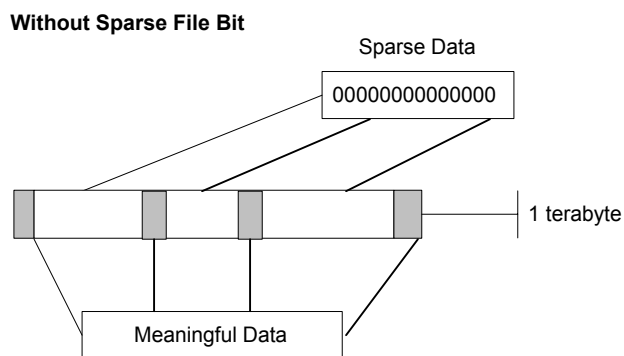 Without Sparse File Bit
Sparse Data
00000000000000
1 terabyte
Meaningful Data